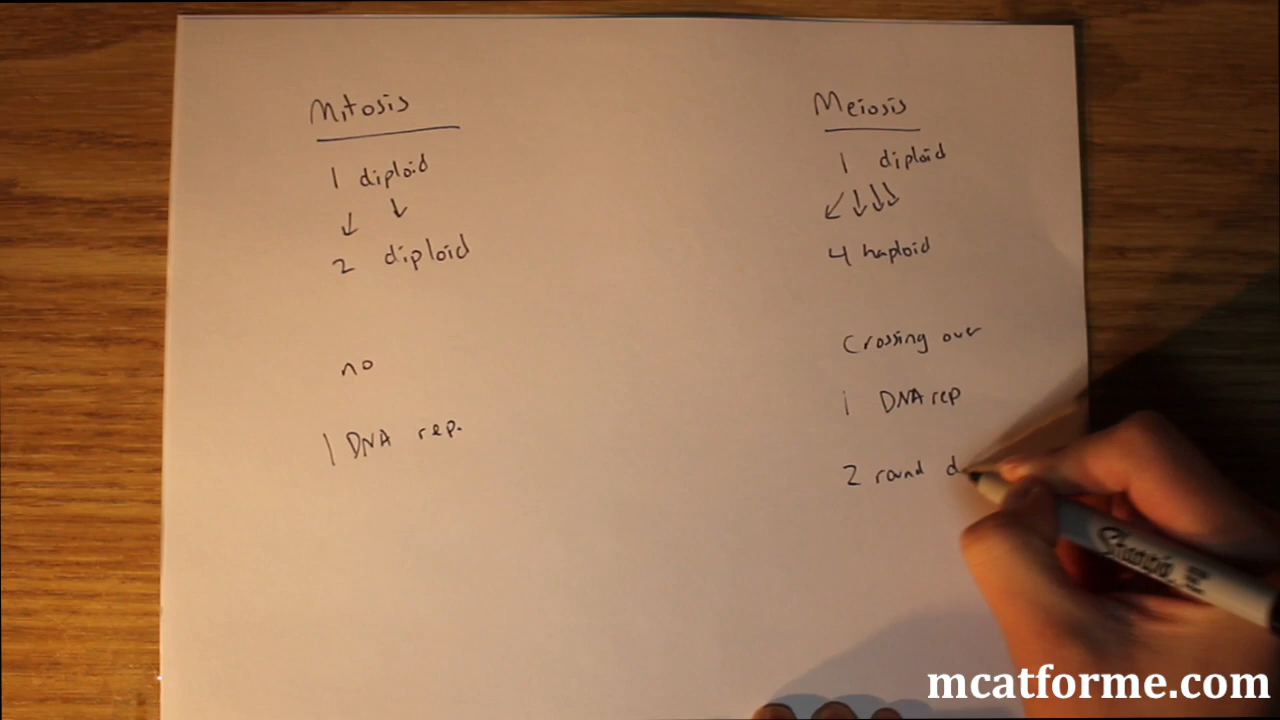 Mitosis
1 diploid
2 diploid
no
1 DNA rep.
Meiosis
1 diploid
4 haploid
Crossing over
1 DNA rep
2 round d
Sharpie
mcatforme.com